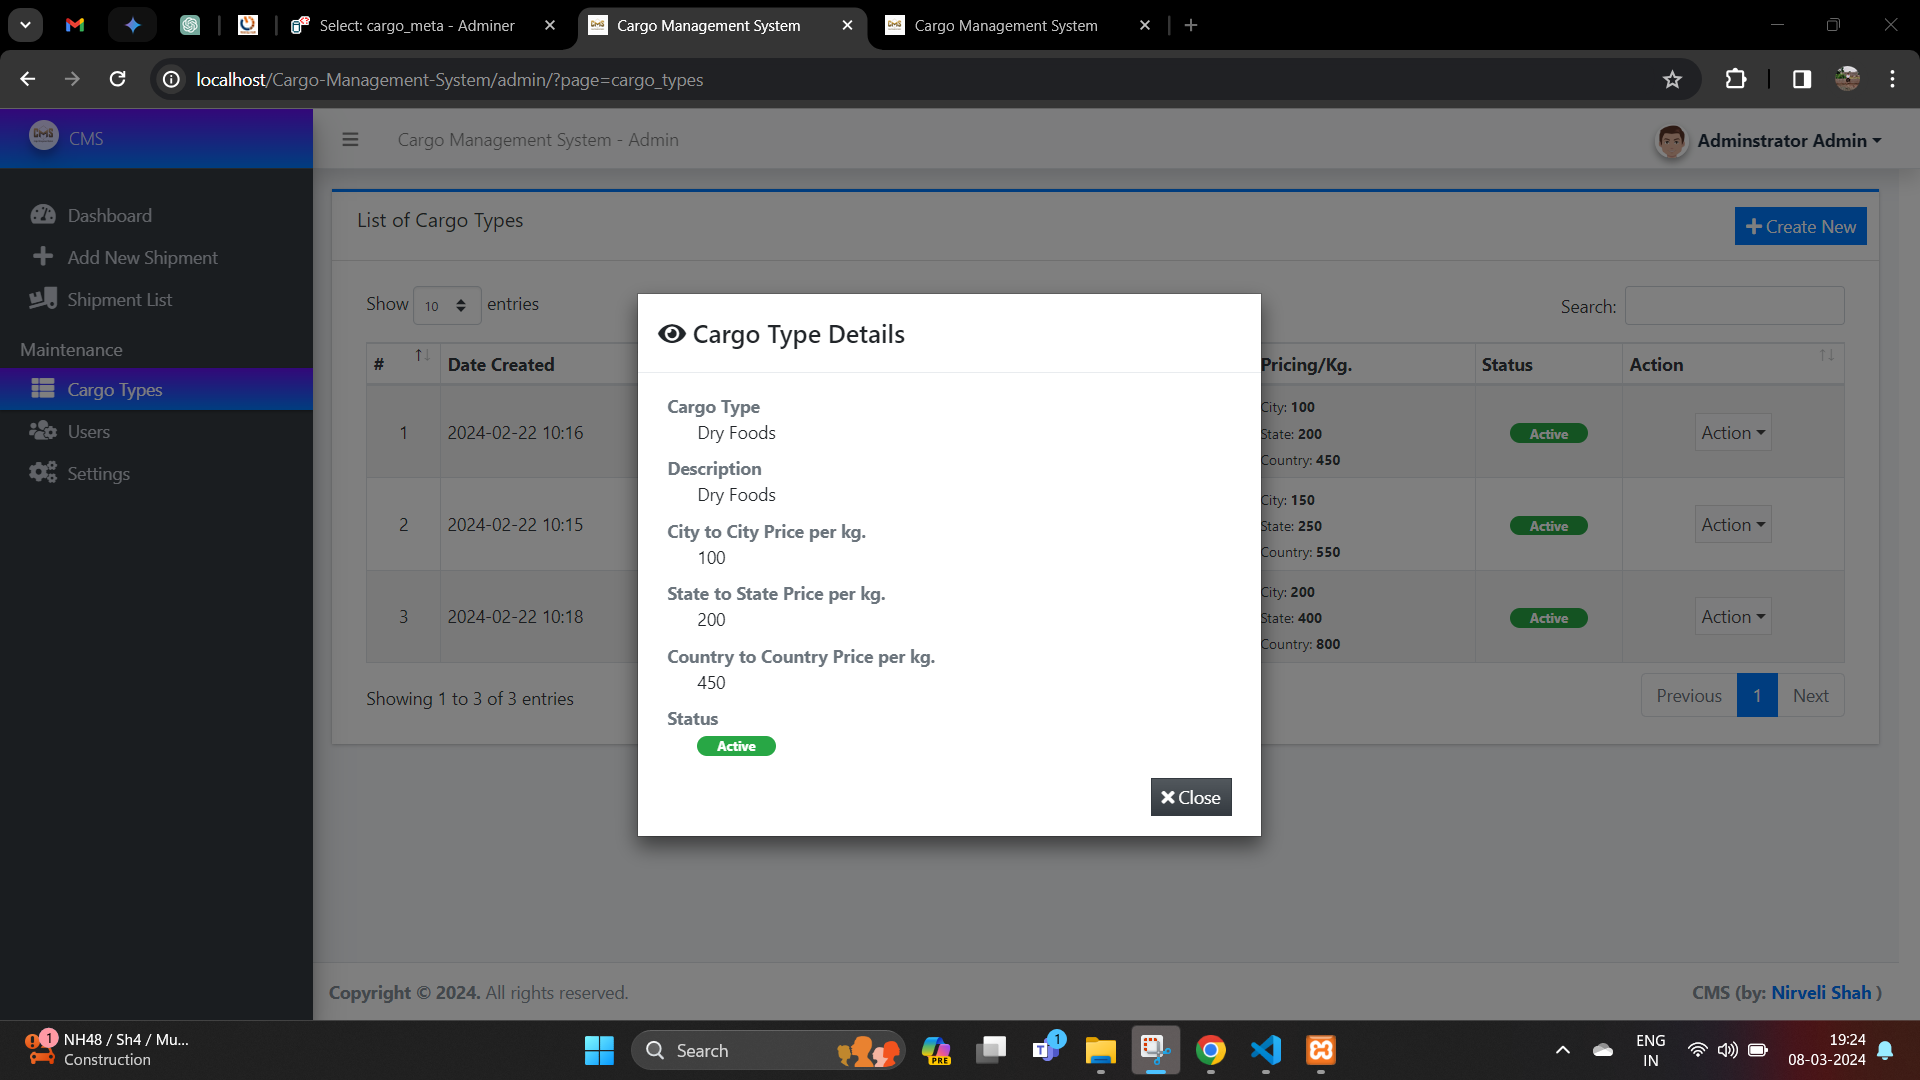 Select: cargo_meta - Adminer
Cargo Management System
Cargo Management System
localhost/Cargo-Management-System/admin/?page=cargo_types
CMS
Cargo Management System - Admin
Adminstrator Admin
Dashboard
Add New Shipment
Shipment List
Maintenance
Cargo Types
Users
Settings
List of Cargo Types
Create New
Show 10 entries
Search:
# Date Created Pricing/Kg. Status Action
1 2024-02-22 10:16 City: 100 State: 200 Country: 450 Active Action
2 2024-02-22 10:15 City: 150 State: 250 Country: 550 Active Action
3 2024-02-22 10:18 City: 200 State: 400 Country: 800 Active Action
Showing 1 to 3 of 3 entries
Previous 1 Next
Cargo Type Details
Cargo Type
Dry Foods
Description
Dry Foods
City to City Price per kg.
100
State to State Price per kg.
200
Country to Country Price per kg.
450
Status
Active
Close
Copyright © 2024. All rights reserved.
CMS (by: Nirveli Shah )
1
NH48 / Sh4 / Mu...
Construction
Search
PRE
1
ENG
IN
19:24
08-03-2024